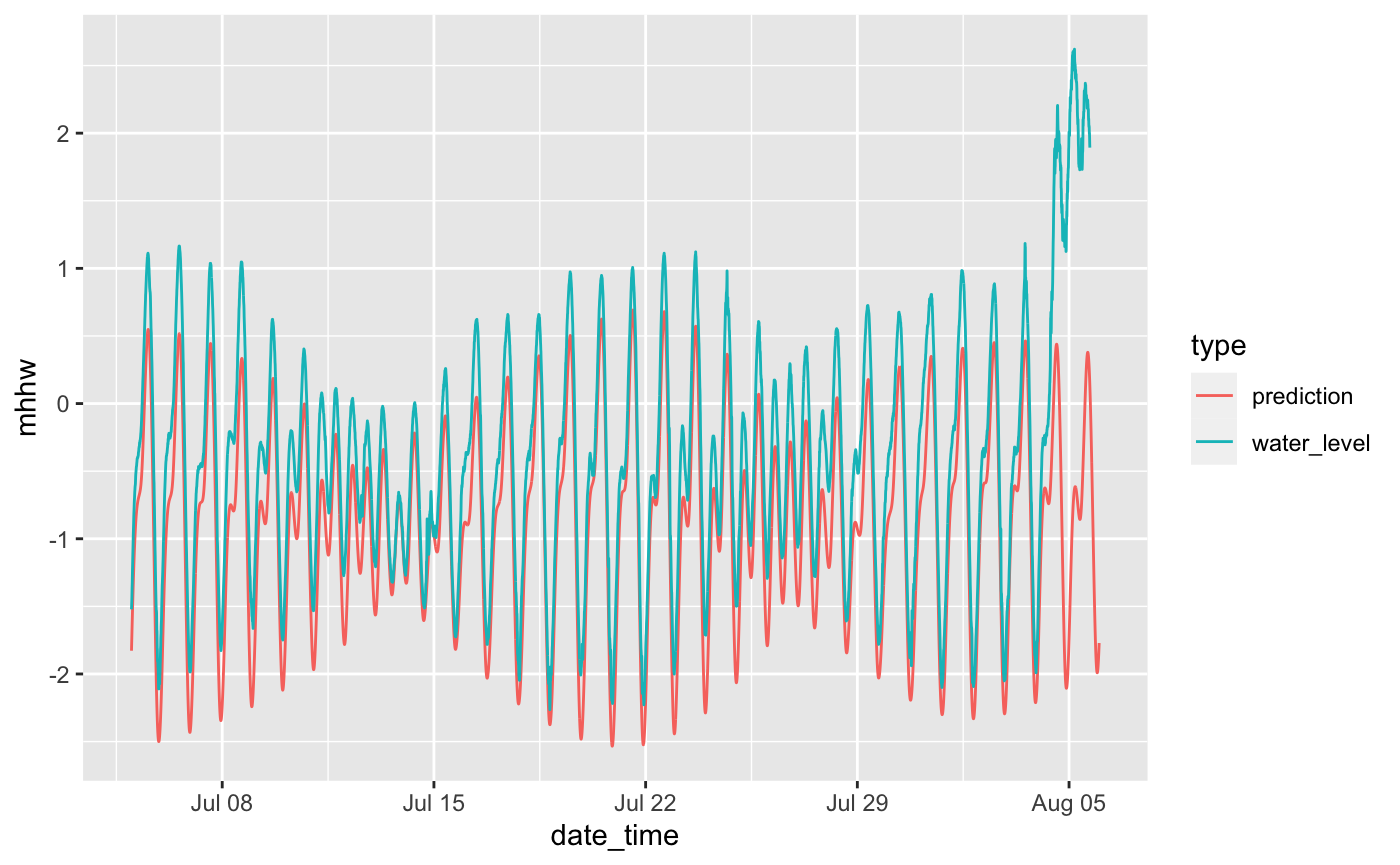 2
1
0
-1
-2
mhhw
Jul 08
Jul 15
Jul 22
Jul 29
Aug 05
date_time
type
prediction
water_level